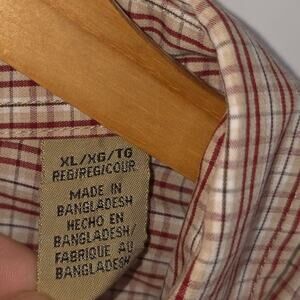 XL/XG/TG
REG/REG/COUR
MADE IN
BANGLADESH
HECHO EN
BANGLADESH/
FABRIQUE AU
BANGLADESH